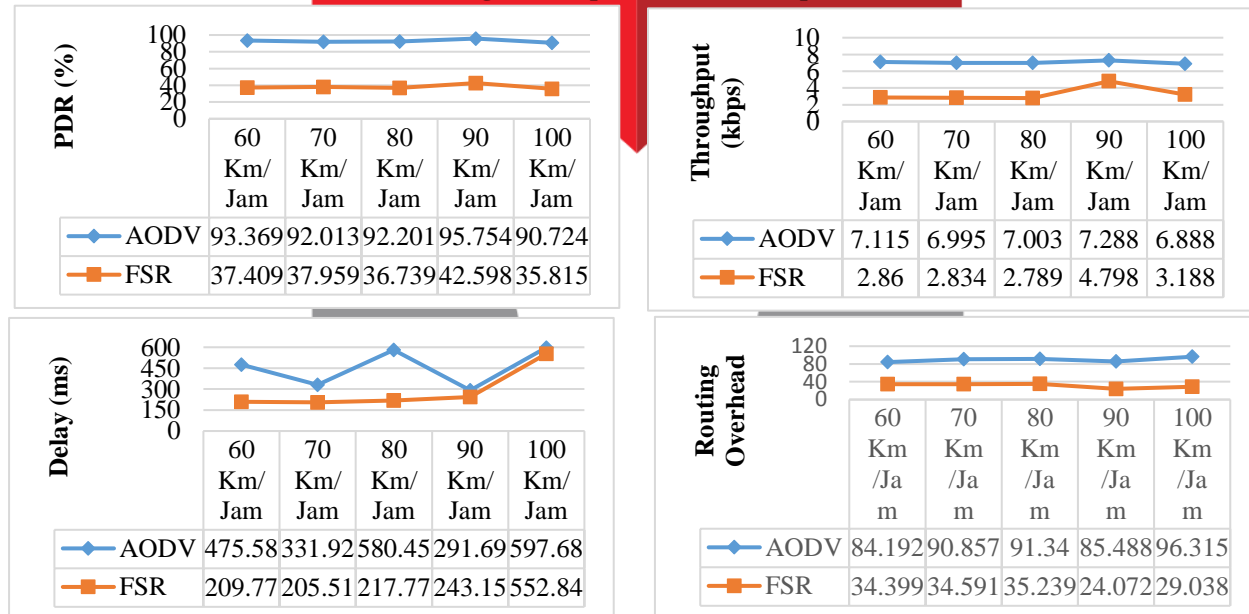 PDR (%)
100
80
60
40
20
0
60 Km/ Jam
70 Km/ Jam
80 Km/ Jam
90 Km/ Jam
100 Km/ Jam
AODV 93.369 92.013 92.201 95.754 90.724
FSR 37.409 37.959 36.739 42.598 35.815
Throughput
(kbps)
10
8
6
4
2
0
60 Km/ Jam
70 Km/ Jam
80 Km/ Jam
90 Km/ Jam
100 Km/ Jam
AODV 7.115 6.995 7.003 7.288 6.888
FSR 2.86 2.834 2.789 4.798 3.188
Delay (ms)
600
450
300
150
0
60 Km/ Jam
70 Km/ Jam
80 Km/ Jam
90 Km/ Jam
100 Km/ Jam
AODV 475.58 331.92 580.45 291.69 597.68
FSR 209.77 205.51 217.77 243.15 552.84
Routing
Overhead
120
80
40
0
60 Km /Ja m
70 Km /Ja m
80 Km /Ja m
90 Km /Ja m
100 Km /Ja m
AODV 84.192 90.857 91.34 85.488 96.315
FSR 34.399 34.591 35.239 24.072 29.038